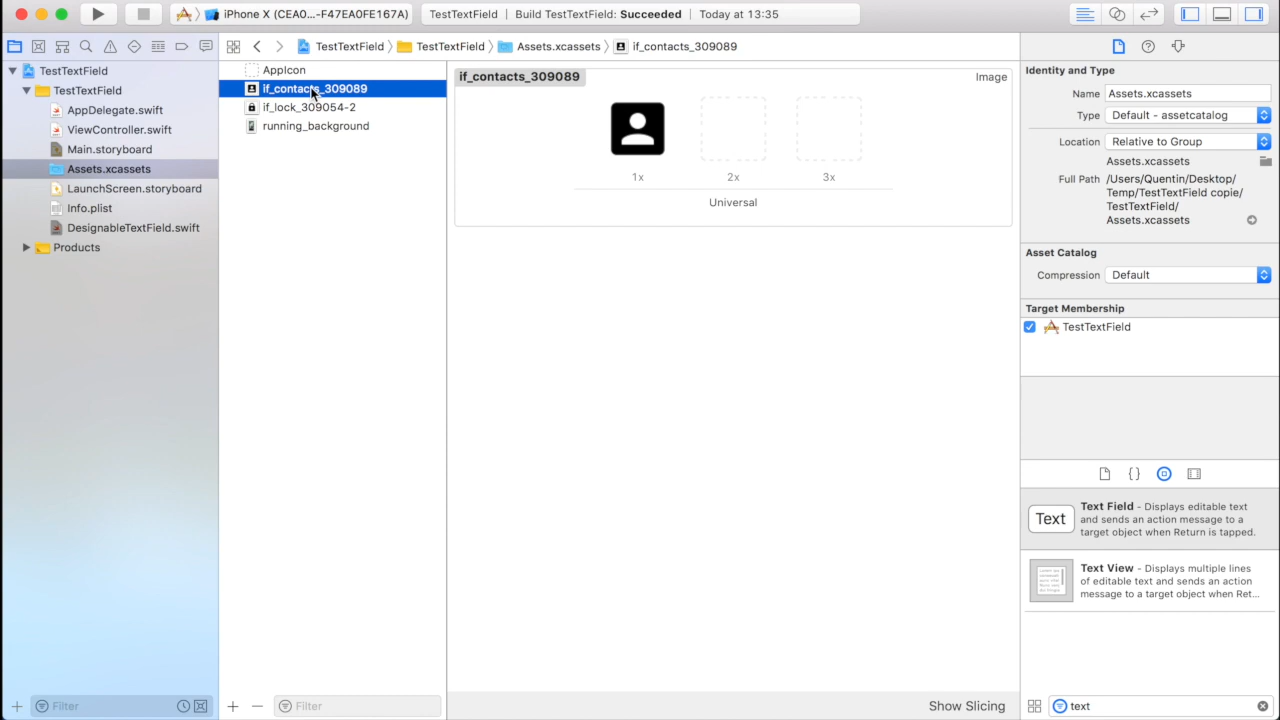 iPhone X (CEA0...-F47EA0FE167A)
TestTextField | Build TestTextField: Succeeded | Today at 13:35
TestTextField
TestTextField
AppDelegate.swift
ViewController.swift
Main.storyboard
Assets.xcassets
LaunchScreen.storyboard
Info.plist
DesignableTextField.swift
Products
Filter
TestTextField
TestTextField
Assets.xcassets
if_contacts_309089
AppIcon
if_contacts_309089
if_lock_309054-2
running_background
Filter
if_contacts_309089
Image
1x
2x
3x
Universal
Show Slicing
Identity and Type
Name Assets.xcassets
Type Default - assetcatalog
Location Relative to Group
Assets.xcassets
Full Path /Users/Quentin/Desktop/
Temp/TestTextField copie/
TestTextField/
Assets.xcassets
Asset Catalog
Compression Default
Target Membership
TestTextField
{}
Text
Text Field - Displays editable text
and sends an action message to a
target object when Return is tapped.
Text View - Displays multiple lines
of editable text and sends an action
message to a target object when Ret...
text